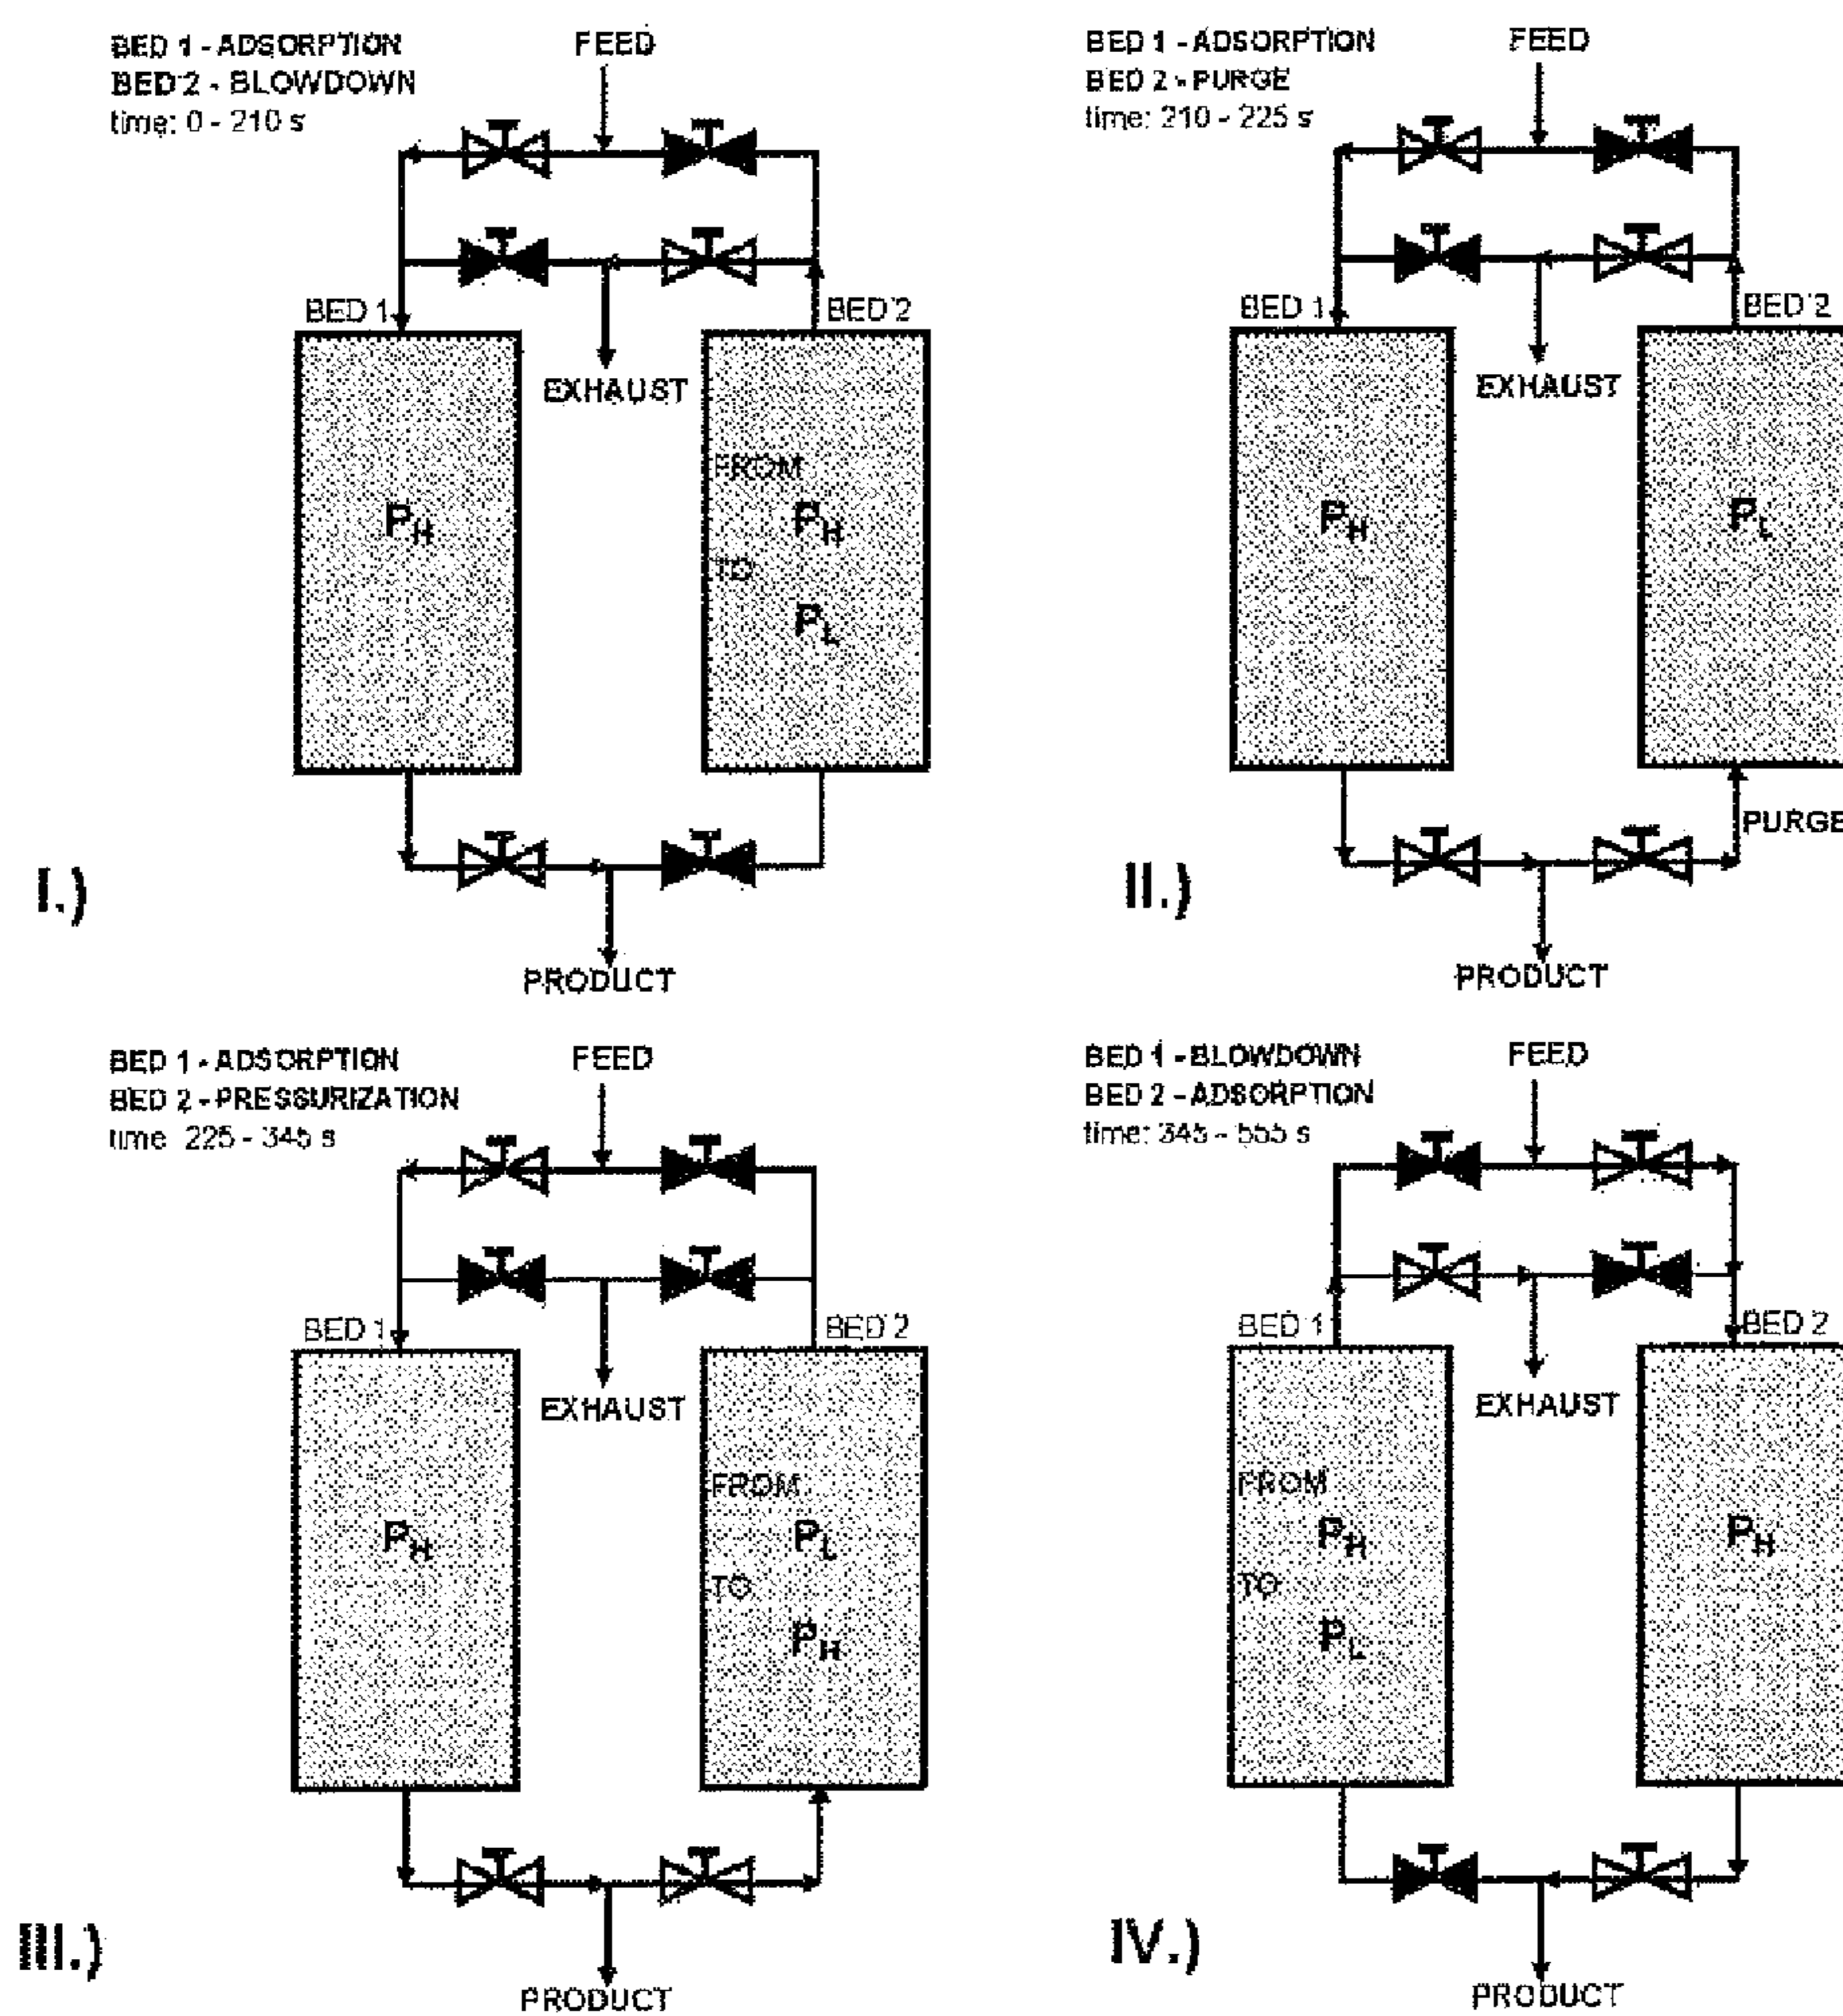 BED 1 - ADSORPTION
BED 2 - BLOWDOWN
time: 0 - 210 s
FEED
BED 1
BED 2
EXHAUST
FROM
PH
PH
TO
PL
I.)
PRODUCT
BED 1 - ADSORPTION
BED 2 - PURGE
time: 210 - 225 s
FEED
BED 1
BED 2
EXHAUST
PH
PL
PURGE
II.)
PRODUCT
BED 1 - ADSORPTION
BED 2 - PRESSURIZATION
time 225 - 345 s
FEED
BED 1
BED 2
EXHAUST
FROM
PH
PL
TO
PH
III.)
PRODUCT
BED 1 - BLOWDOWN
BED 2 - ADSORPTION
time: 345 - 555 s
FEED
BED 1
BED 2
EXHAUST
FROM
PH
PH
TO
PL
IV.)
PRODUCT